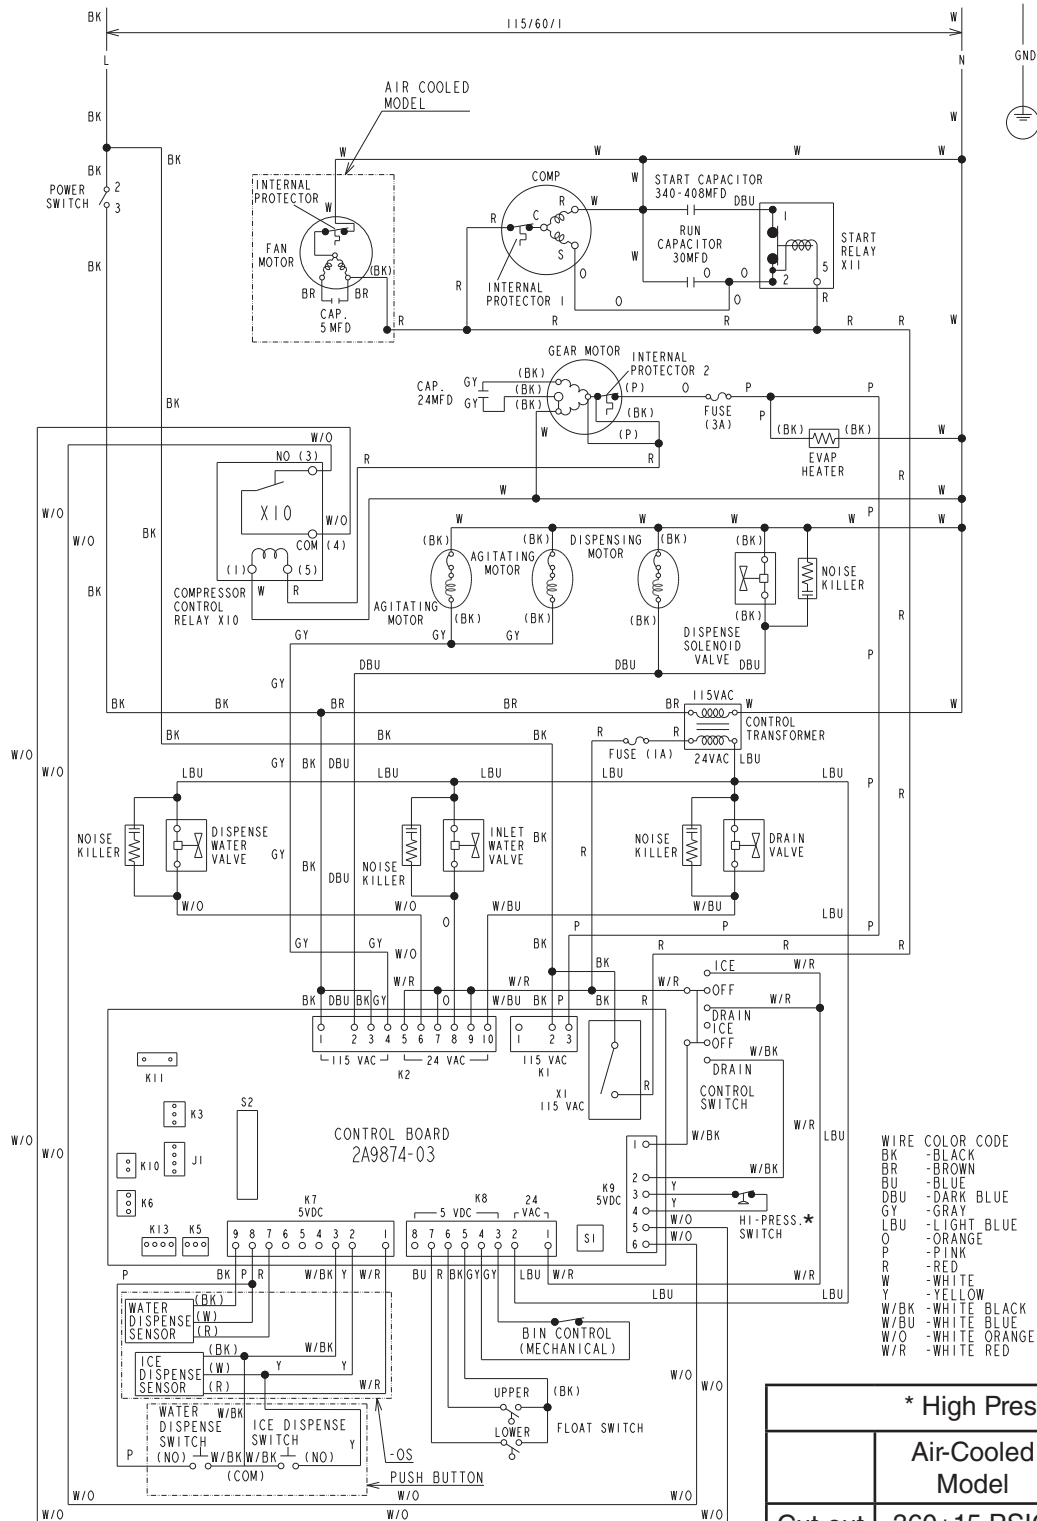 BK
115/60/1
W
L
N
GND
AIR COOLED
MODEL
BK
W
BK
BK
W
W
W
W
POWER
SWITCH
2
3
INTERNAL
PROTECTOR
W
FAN
MOTOR
(BK)
BR
BR
CAP.
5MFD
COMP
R
W
W
START CAPACITOR
340-408MFD
DBU
R
C
S
RUN
CAPACITOR
30MFD
W
O
O
O
O
O
INTERNAL
PROTECTOR 1
1
2
5
START
RELAY
X11
R
R
R
R
R
R
R
BK
W
GEAR MOTOR
INTERNAL
PROTECTOR 2
CAP.
24MFD
GY
GY
(BK)
(BK)
(BK)
(P)
O
P
P
FUSE
(3A)
P
(BK)
(P)
W
(BK)
(BK)
W
EVAP
HEATER
BK
W/O
NO (3)
R
R
R
X10
W/O
COM (4)
(1)
(5)
W
R
COMPRESSOR
CONTROL
RELAY X10
W/O
W/O
BK
BK
W
W
P
W
W
W
W
W
(BK)
AGITATING
MOTOR
(BK)
DISPENSING
MOTOR
(BK)
(BK)
NOISE
KILLER
AGITATING
MOTOR
(BK)
(BK)
(BK)
(BK)
DISPENSE
SOLENOID
VALVE
GY
GY
GY
R
P
DBU
DBU
DBU
GY
115VAC
BK
BK
BR
BR
BR
W
W
CONTROL
TRANSFORMER
R
R
FUSE (1A)
24VAC
LBU
BK
BK
BK
W/O
W/O
GY
BK
DBU
LBU
LBU
LBU
LBU
LBU
P
R
NOISE
KILLER
DISPENSE
WATER
VALVE
NOISE
KILLER
INLET
WATER
VALVE
NOISE
KILLER
DRAIN
VALVE
GY
BK
DBU
BK
R
W/O
W/O
O
W/BU
W/BU
LBU
P
P
GY
GY
W/O
BK
R
R
R
W/R
W/R
BK
W/R
ICE
W/R
OFF
W/R
DRAIN
ICE
OFF
DRAIN
W/BK
CONTROL
SWITCH
BK
DBU
BK
GY
O
W/BU
BK
P
BK
R
1 2 3 4 5 6 7 8 9 10
115 VAC
24 VAC
K2
1 2 3
115 VAC
K1
X1
115 VAC
R
K11
K3
S2
J1
K10
K6
K13
K5
CONTROL BOARD
2A9874-03
W/O
W/O
W/R
LBU
W/BK
W/BK
K9
5VDC
1
2
3
4
5
6
Y
Y
W/O
W/O
HI-PRESS.*
SWITCH
K7
5VDC
9 8 7 6 5 4 3 2 1
K8
5 VDC
24
VAC
8 7 6 5 4 3 2 1
S1
WIRE COLOR CODE
BK -BLACK
BR -BROWN
BU -BLUE
DBU -DARK BLUE
GY -GRAY
LBU -LIGHT BLUE
O -ORANGE
P -PINK
R -RED
W -WHITE
Y -YELLOW
W/BK -WHITE BLACK
W/BU -WHITE BLUE
W/O -WHITE ORANGE
W/R -WHITE RED
P
BK P R
W/BK Y W/R
BU R BK GY GY
LBU
W/R
W/R
LBU
LBU
WATER
DISPENSE
SENSOR
(BK)
(W)
(R)
ICE
DISPENSE
SENSOR
(BK)
(W)
(R)
W/BK
Y
Y
W/R
BIN CONTROL
(MECHANICAL)
W/O
W/O
UPPER
LOWER
(BK)
FLOAT SWITCH
WATER
DISPENSE
SWITCH
W/BK
ICE DISPENSE
SWITCH
Y
P
(NO)
W/BK
W/BK
(NO)
(COM)
-OS
PUSH BUTTON
W/O
W/O
W/O
W/O
W/O
W/O
* High Pres
Air-Cooled
Model